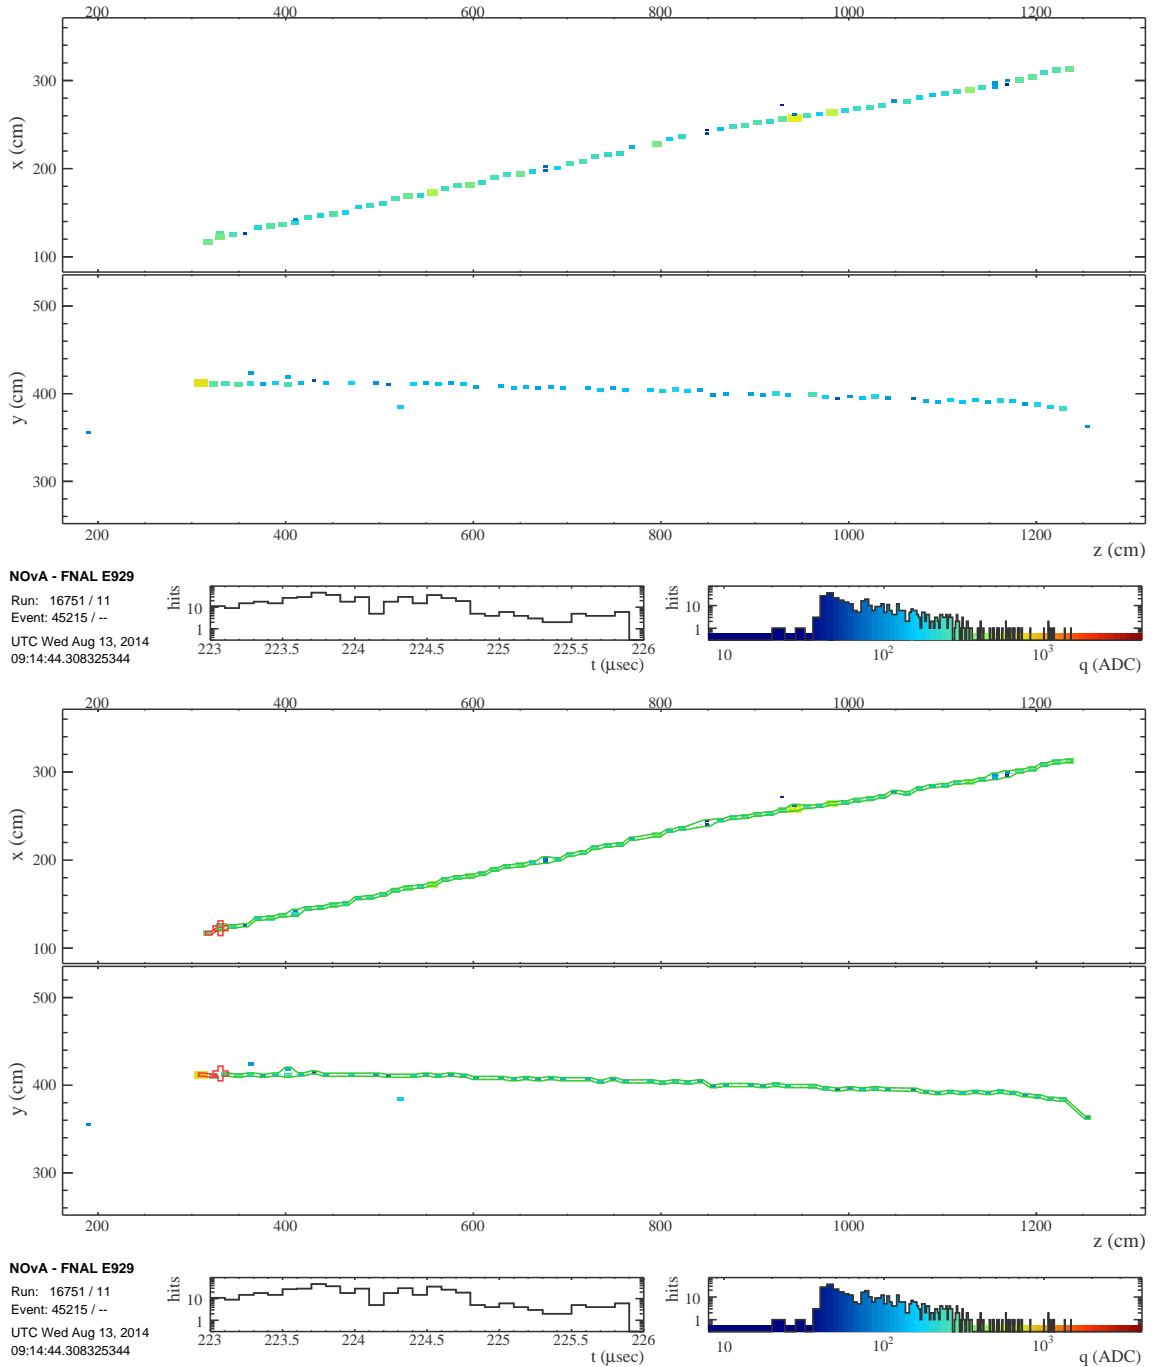 200 400 600 800 1000 1200
x (cm)
300
200
100
y (cm)
500
400
300
200 400 600 800 1000 1200
z (cm)
NOvA - FNAL E929
Run: 16751 / 11
Event: 45215 / --
UTC Wed Aug 13, 2014
09:14:44.308325344
hits
10
1
223 223.5 224 224.5 225 225.5 226
t (μsec)
hits
10
1
10 10² 10³
q (ADC)
200 400 600 800 1000 1200
x (cm)
300
200
100
y (cm)
500
400
300
200 400 600 800 1000 1200
z (cm)
NOvA - FNAL E929
Run: 16751 / 11
Event: 45215 / --
UTC Wed Aug 13, 2014
09:14:44.308325344
hits
10
1
223 223.5 224 224.5 225 225.5 226
t (μsec)
hits
10
1
10 10² 10³
q (ADC)